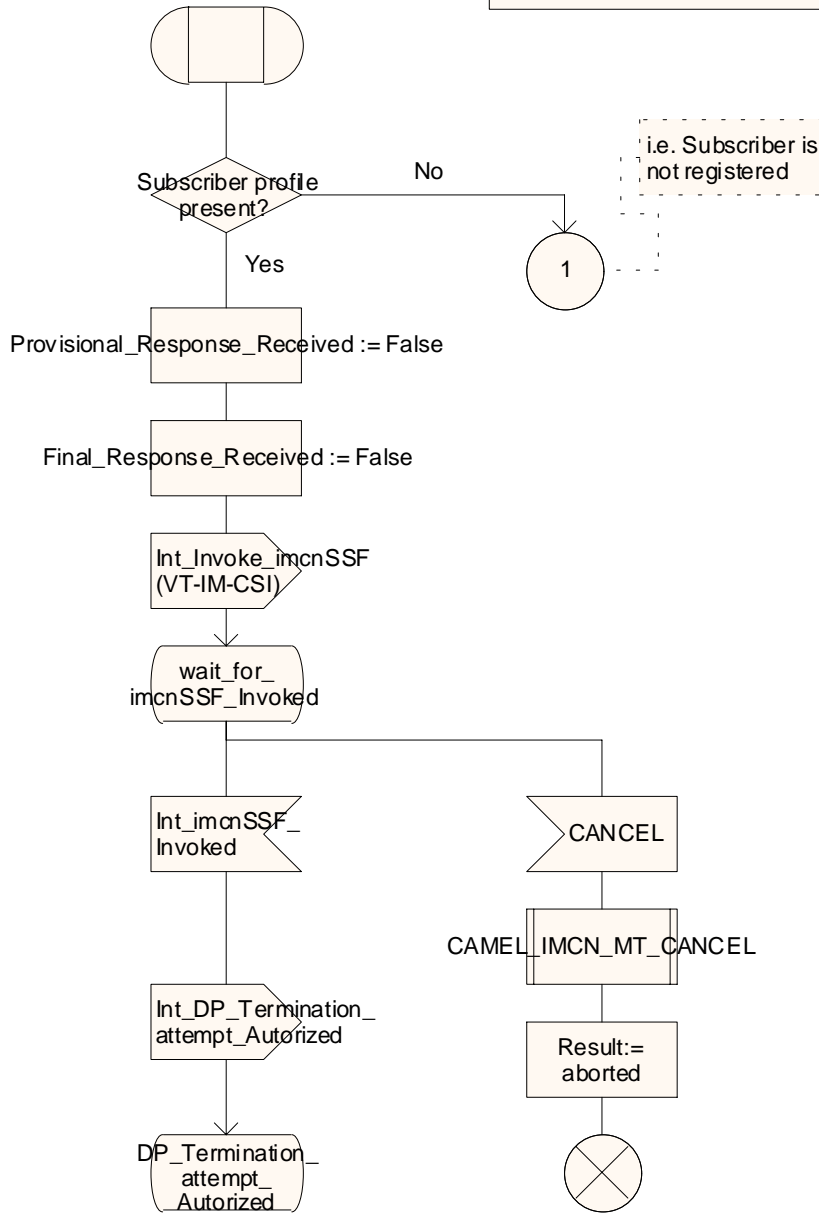 i.e. Subscriber is
not registered
Subscriber profile
present?
No
1
Yes
Provisional_Response_Received := False
Final_Response_Received := False
Int_Invoke_imcnSSF
(VT-IM-CSI)
wait_for_
imcnSSF_Invoked
Int_imcnSSF_
Invoked
CANCEL
CAMEL_IMCN_MT_CANCEL
Int_DP_Termination_
attempt_Autorized
Result:=
aborted
DP_Termination_
attempt_
Autorized